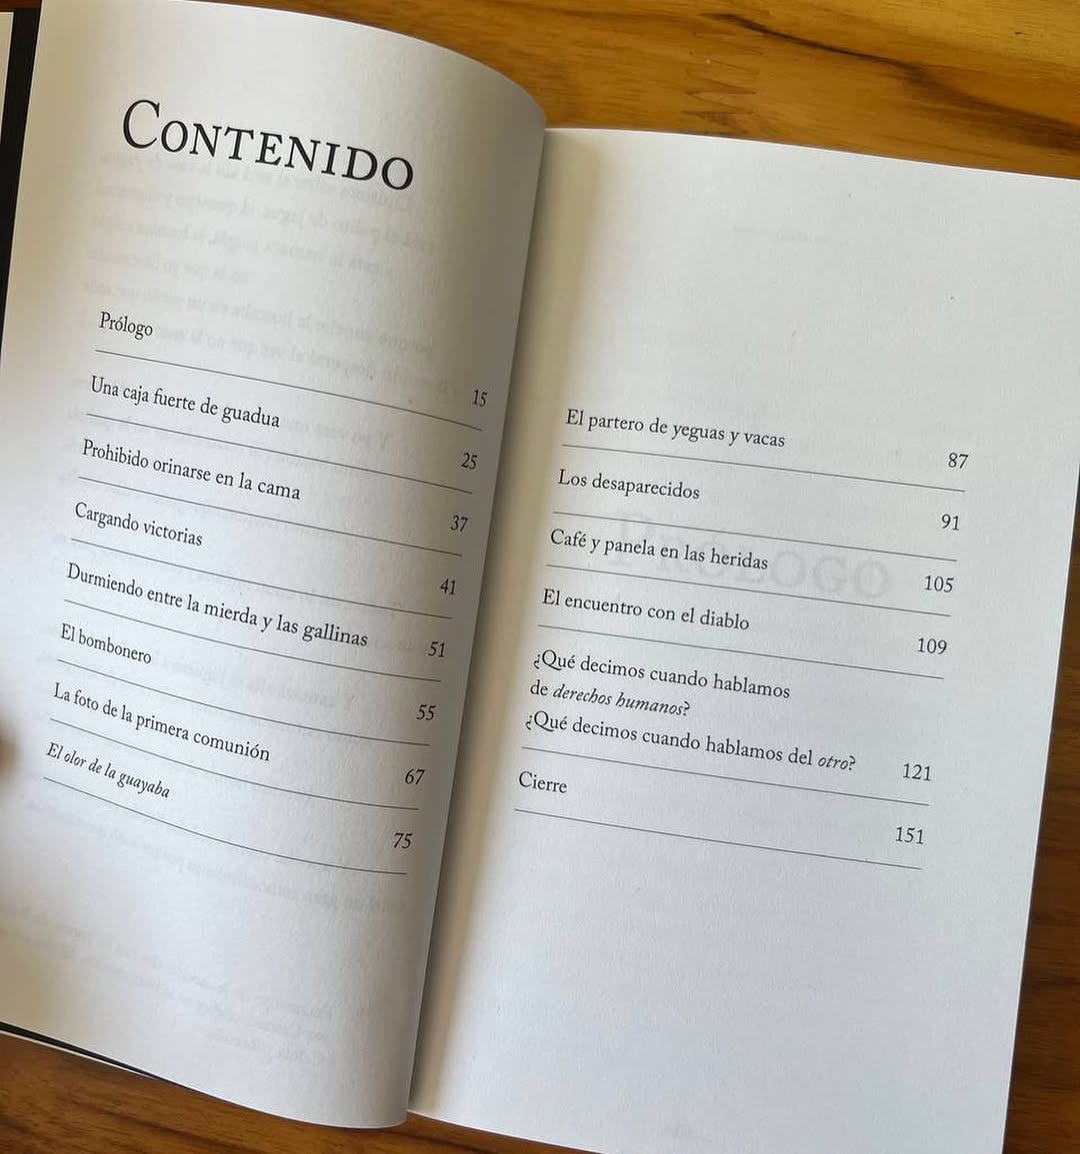 CONTENIDO
Prólogo 15
Una caja fuerte de guadua 25
Prohibido orinarse en la cama 37
Cargando victorias 41
Durmiendo entre la mierda y las gallinas 51
El bombonero 55
La foto de la primera comunión 67
El olor de la guayaba 75
El partero de yeguas y vacas 87
Los desaparecidos 91
Café y panela en las heridas 105
El encuentro con el diablo 109
¿Qué decimos cuando hablamos
de derechos humanos?
¿Qué decimos cuando hablamos del otro? 121
Cierre 151
PRÓLOGO